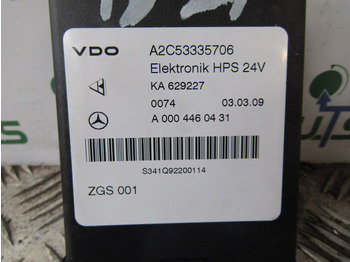 VDO A2C53335706
Elektronik HPS 24V
KA 629227
0074 03.03.09
A 000 446 04 31
S341Q92200114
ZGS 001